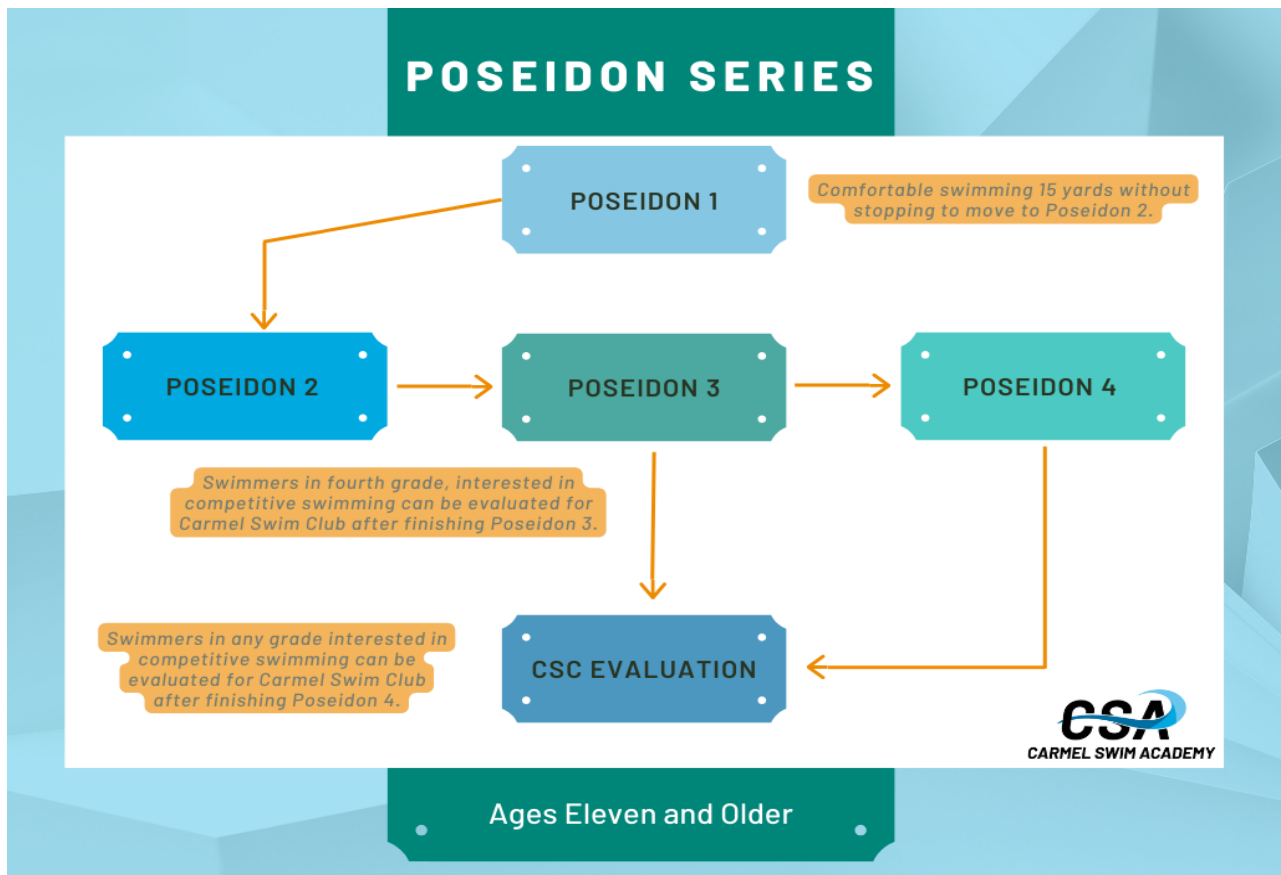 POSEIDON SERIES
POSEIDON 1
Comfortable swimming 15 yards without
stopping to move to Poseidon 2.
POSEIDON 2
POSEIDON 3
POSEIDON 4
Swimmers in fourth grade, interested in
competitive swimming can be evaluated for
Carmel Swim Club after finishing Poseidon 3.
Swimmers in any grade interested in
competitive swimming can be
evaluated for Carmel Swim Club
after finishing Poseidon 4.
CSC EVALUATION
CSA
CARMEL SWIM ACADEMY
Ages Eleven and Older